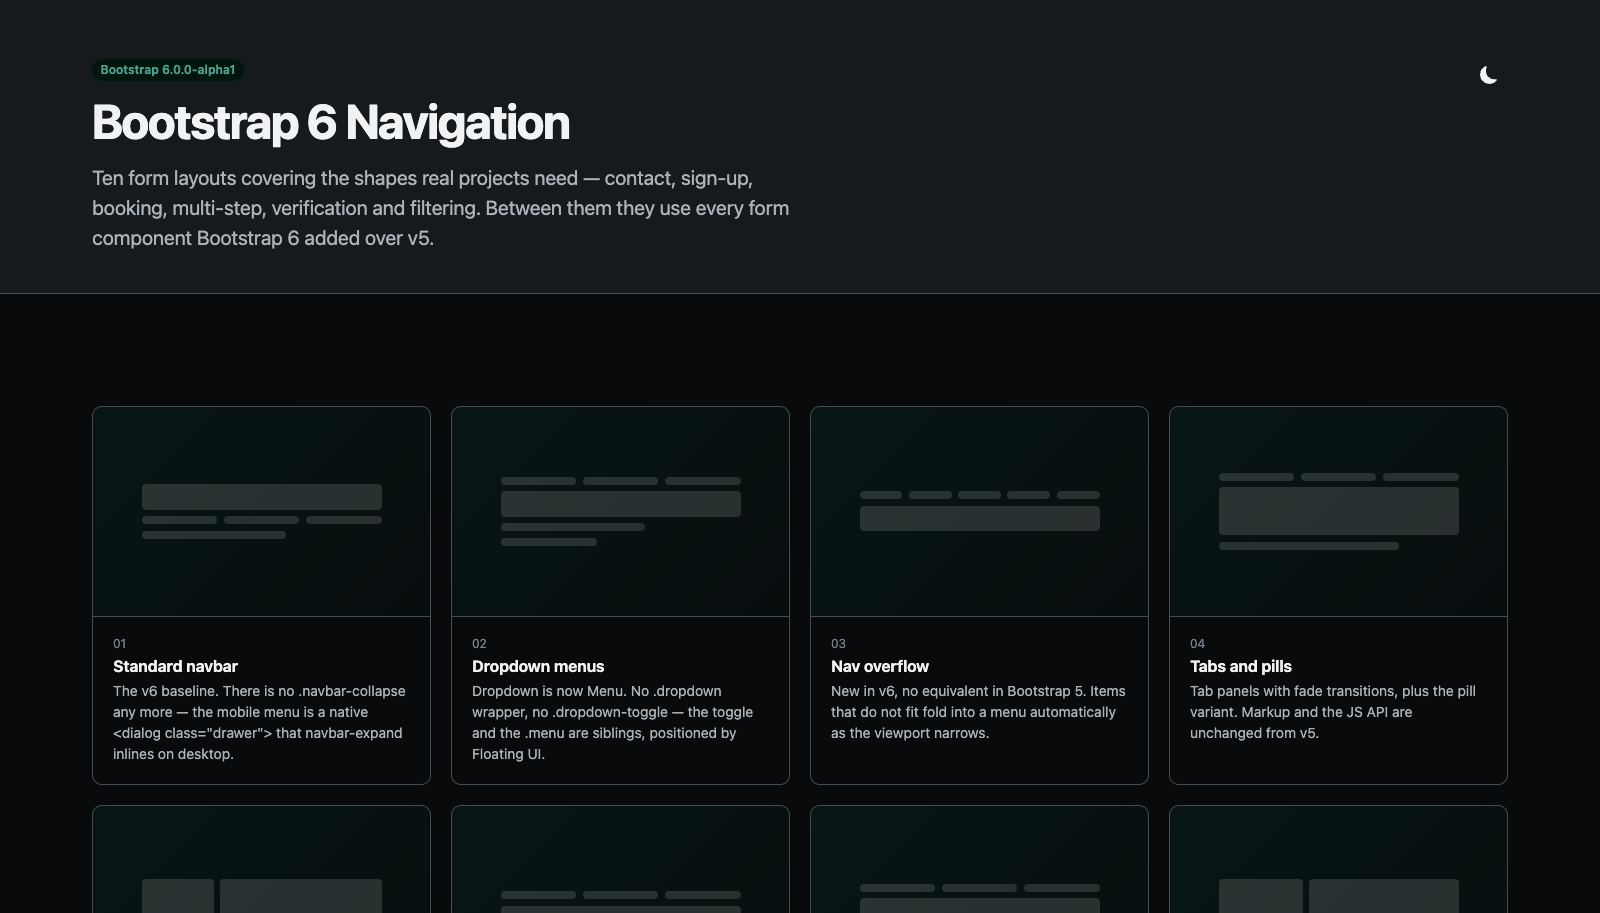 Bootstrap 6.0.0-alpha1
Bootstrap 6 Navigation
Ten form layouts covering the shapes real projects need — contact, sign-up,
booking, multi-step, verification and filtering. Between them they use every form
component Bootstrap 6 added over v5.
01
Standard navbar
The v6 baseline. There is no .navbar-collapse
any more — the mobile menu is a native
<dialog class="drawer"> that navbar-expand
inlines on desktop.
02
Dropdown menus
Dropdown is now Menu. No .dropdown
wrapper, no .dropdown-toggle — the toggle
and the .menu are siblings, positioned by
Floating UI.
03
Nav overflow
New in v6, no equivalent in Bootstrap 5. Items
that do not fit fold into a menu automatically
as the viewport narrows.
04
Tabs and pills
Tab panels with fade transitions, plus the pill
variant. Markup and the JS API are
unchanged from v5.